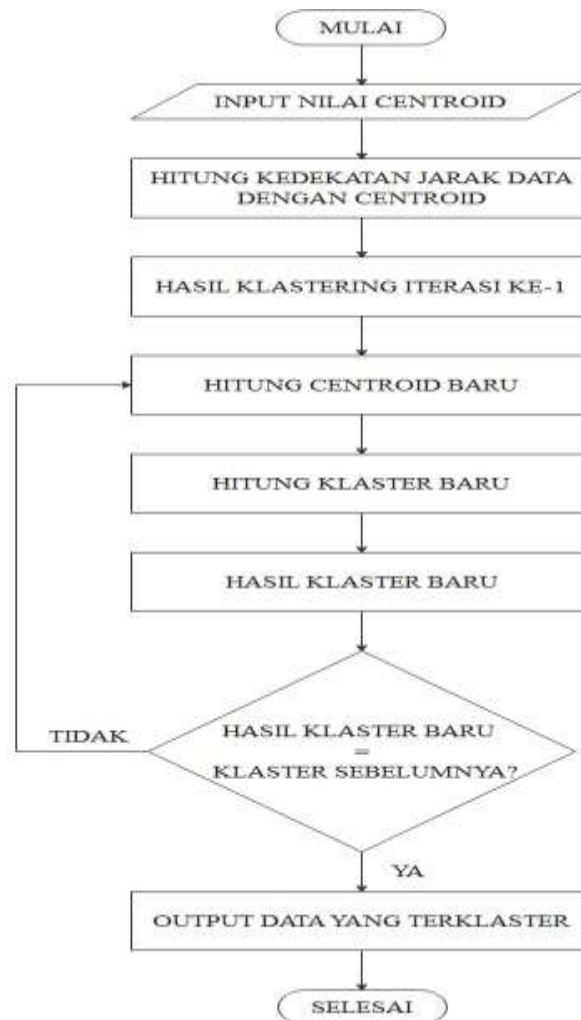 MULAI
INPUT NILAI CENTROID
HITUNG KEDEKATAN JARAK DATA
DENGAN CENTROID
HASIL KLASTERING ITERASI KE-1
HITUNG CENTROID BARU
HITUNG KLASTER BARU
HASIL KLASTER BARU
HASIL KLASTER BARU
=
KLASTER SEBELUMNYA?
TIDAK
YA
OUTPUT DATA YANG TERKLASTER
SELESAI